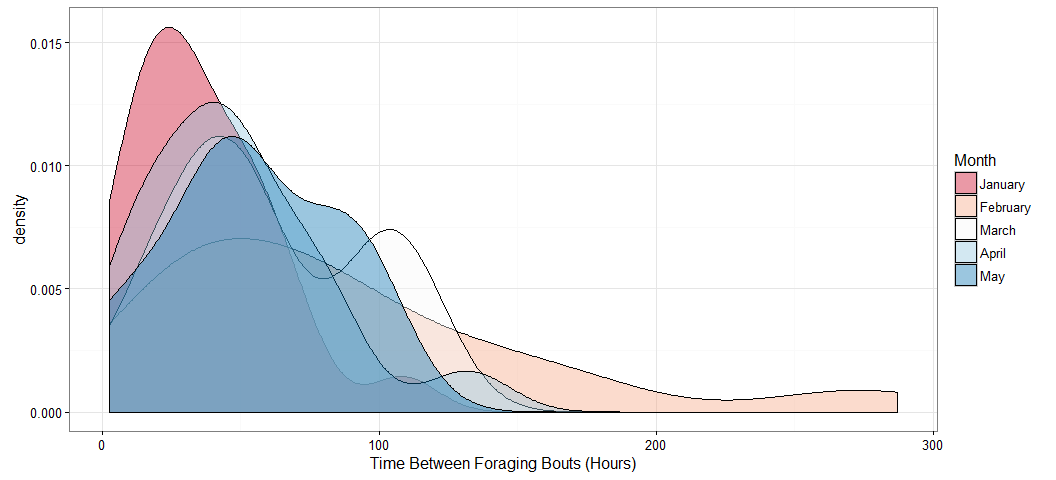 density
0.015
0.010
0.005
0.000
0
100
200
300
Time Between Foraging Bouts (Hours)
Month
January
February
March
April
May